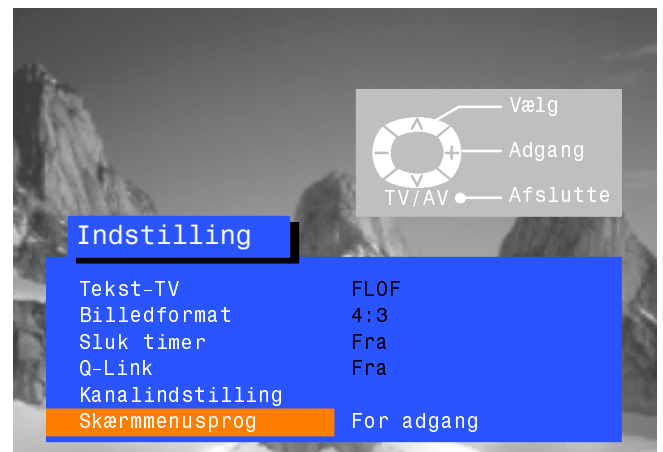 Vælg
Adgang
TV/AV Afslutte
Indstilling
Tekst-TV FLOF
Billedformat 4:3
Sluk timer Fra
Q-Link Fra
Kanalindstilling
Skærmmenusprog For adgang